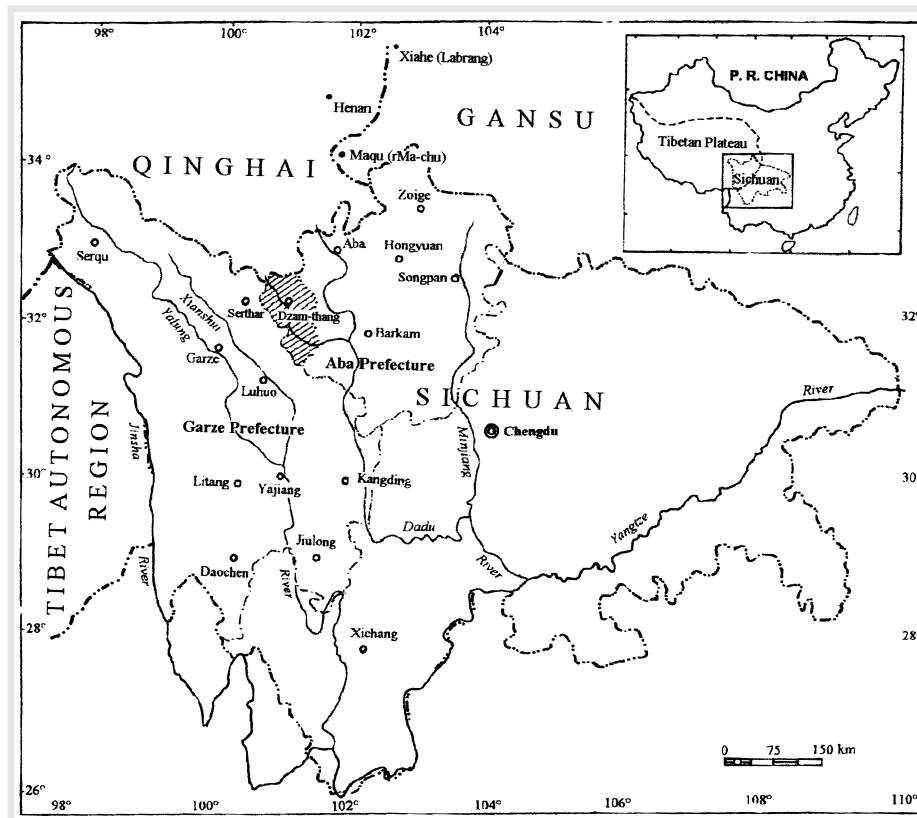 98°
100°
102°
104°
Xiahe (Labrang)
P. R. CHINA
Henan
GANSU
Tibetan Plateau
34°
QINGHAI
Maqu (rMa-chu)
Sichuan
Zoige
Aba
Hongyuan
Serqu
Songpan
Xianshui
Yalung
Serthar
Dzam-thang
32°
32°
Barkam
Garze
Aba Prefecture
Luhuo
SICHUAN
River
Garze Prefecture
Chengdu
TIBET AUTONOMOUS
REGION
Jinsha
Minjiang
30°
30°
Litang
Yajiang
Kangding
Dadu
Yangtze
Jiulong
River
Daochen
River
River
28°
28°
Xichang
0 75 150 km
26°
98°
100°
102°
104°
106°
108°
110°